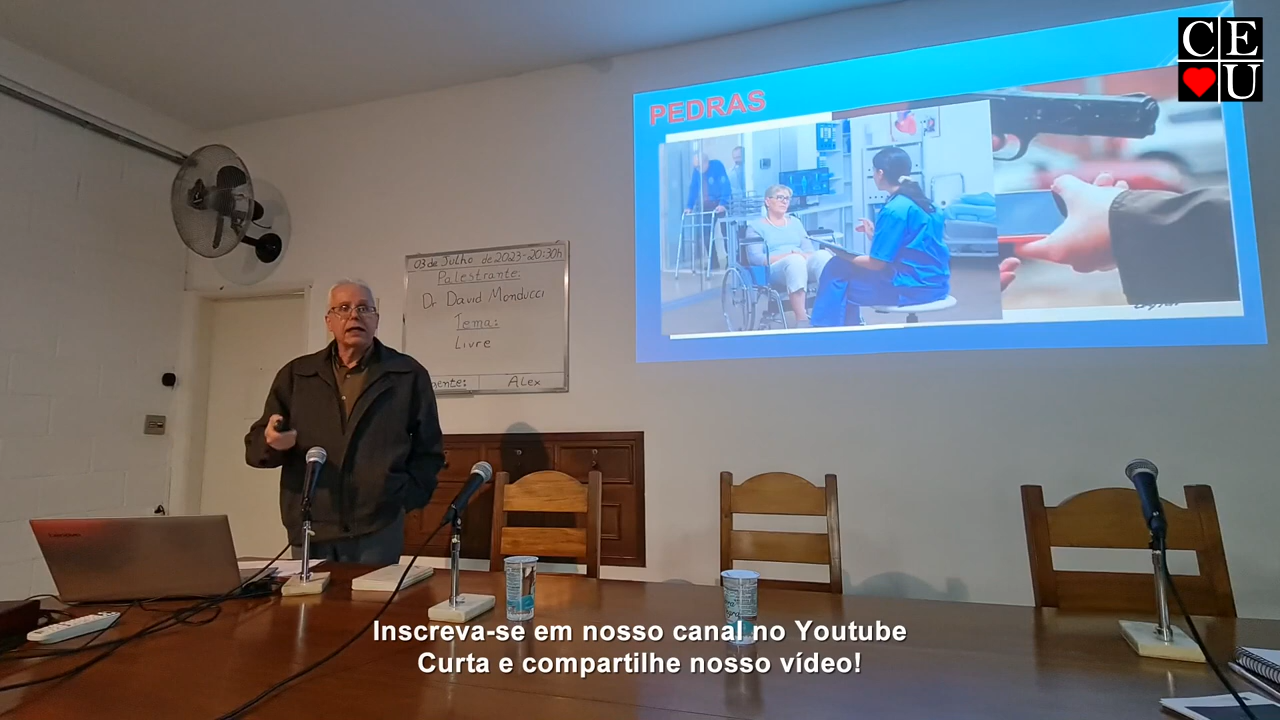 CE
U
PEDRAS
03 de Julho de 2023-20:30h
Palestrante:
Dr David Monducci
Tema:
Livre
ente:
Alex
Inscreva-se em nosso canal no Youtube
Curta e compartilhe nosso vídeo!